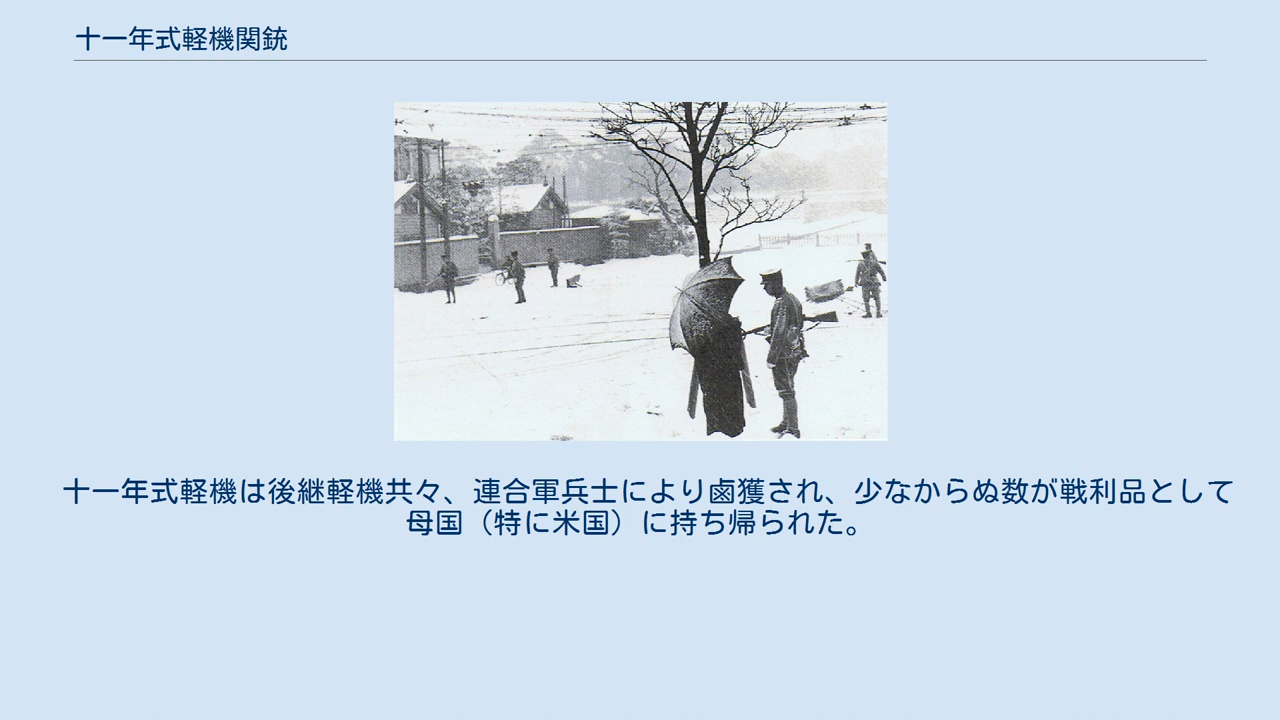 十一年式軽機関銃
十一年式軽機は後継軽機共々、連合軍兵士により鹵獲され、少なからぬ数が戦利品として
母国（特に米国）に持ち帰られた。